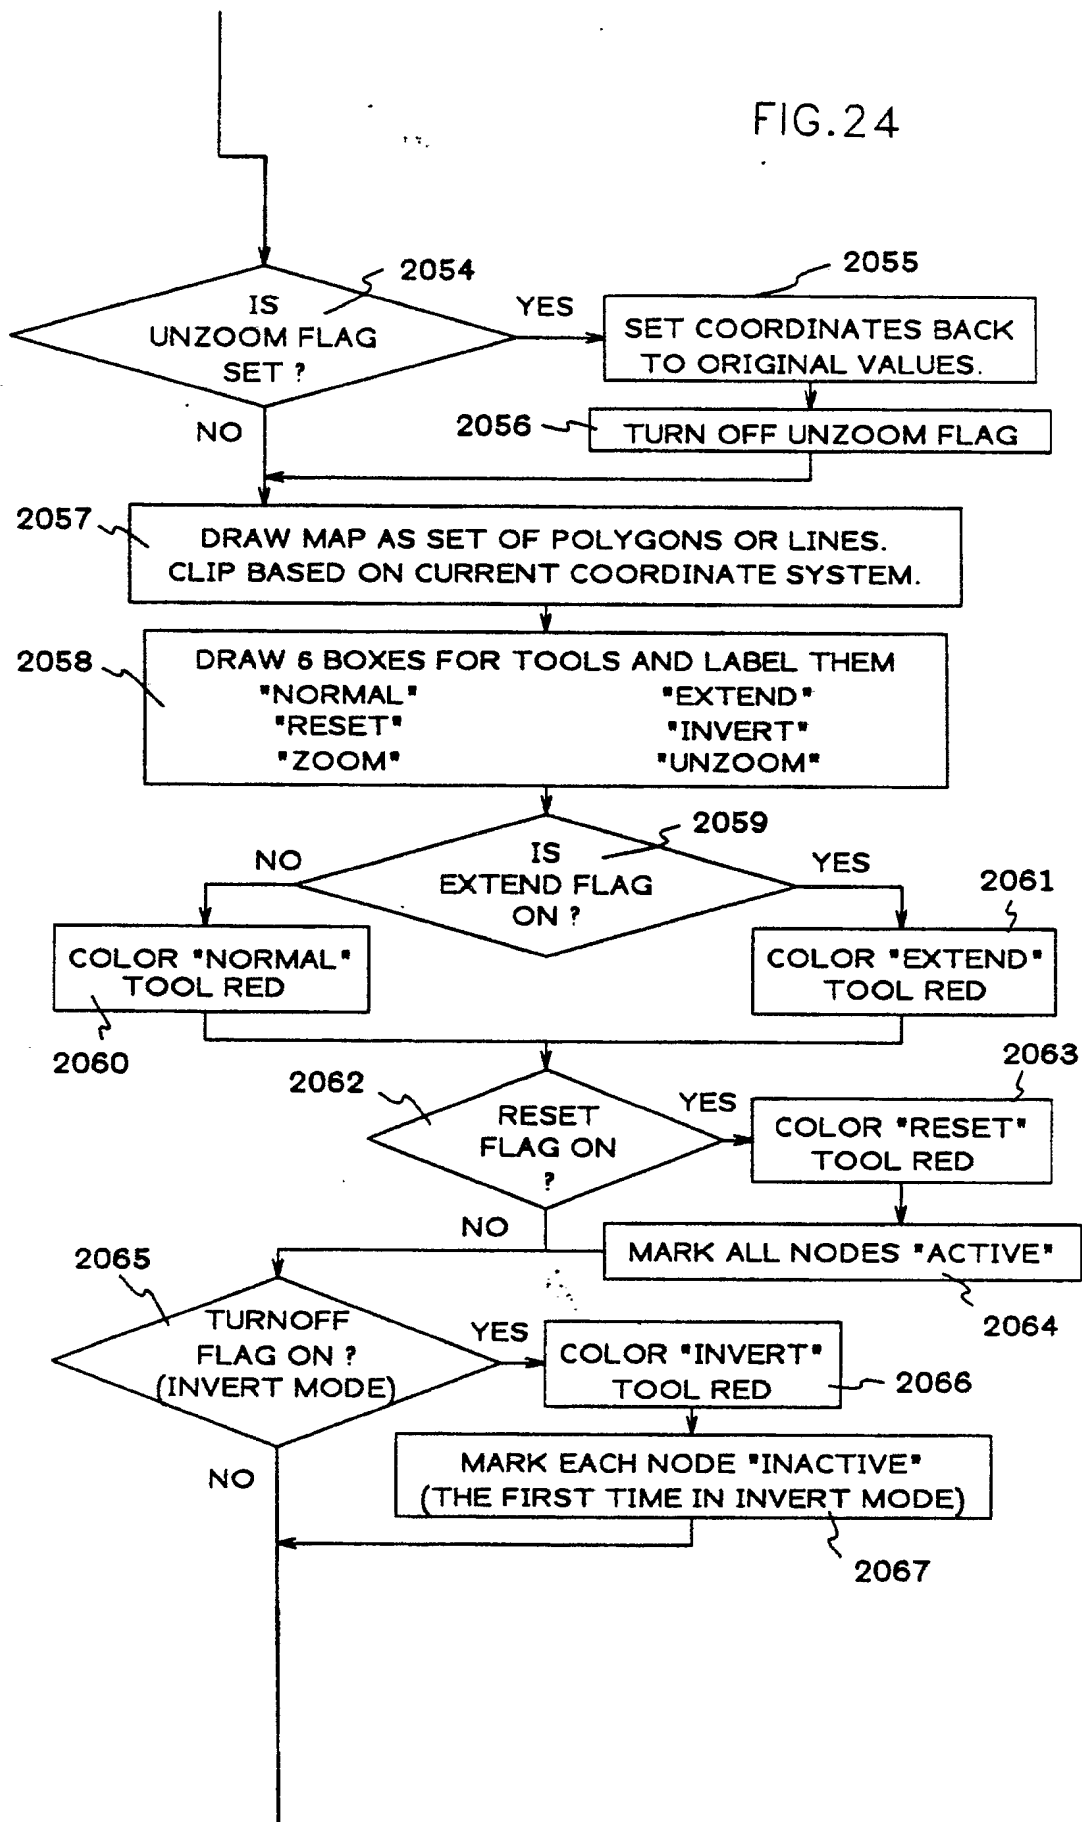 FIG.24
2054
IS
UNZOOM FLAG
SET ?
YES
2055
SET COORDINATES BACK
TO ORIGINAL VALUES.
NO
2056
TURN OFF UNZOOM FLAG
2057
DRAW MAP AS SET OF POLYGONS OR LINES.
CLIP BASED ON CURRENT COORDINATE SYSTEM.
2058
DRAW 6 BOXES FOR TOOLS AND LABEL THEM
"NORMAL" "EXTEND"
"RESET" "INVERT"
"ZOOM" "UNZOOM"
2059
IS
EXTEND FLAG
ON ?
NO
YES
2061
COLOR "NORMAL"
TOOL RED
COLOR "EXTEND"
TOOL RED
2060
2062
RESET
FLAG ON
?
YES
2063
COLOR "RESET"
TOOL RED
NO
MARK ALL NODES "ACTIVE"
2064
2065
TURNOFF
FLAG ON ?
(INVERT MODE)
YES
COLOR "INVERT"
TOOL RED
2066
NO
MARK EACH NODE "INACTIVE"
(THE FIRST TIME IN INVERT MODE)
2067